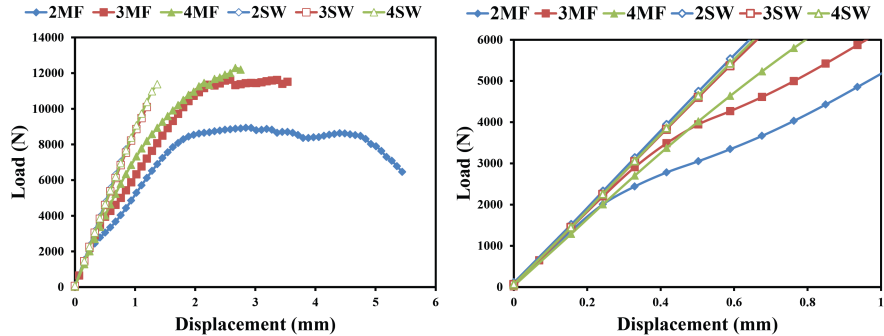 2MF 3MF 4MF 2SW 3SW 4SW
14000
12000
10000
8000
6000
4000
2000
0
Load (N)
0 1 2 3 4 5 6
Displacement (mm)
2MF 3MF 4MF 2SW 3SW 4SW
6000
5000
4000
3000
2000
1000
0
Load (N)
0 0.2 0.4 0.6 0.8 1
Displacement (mm)